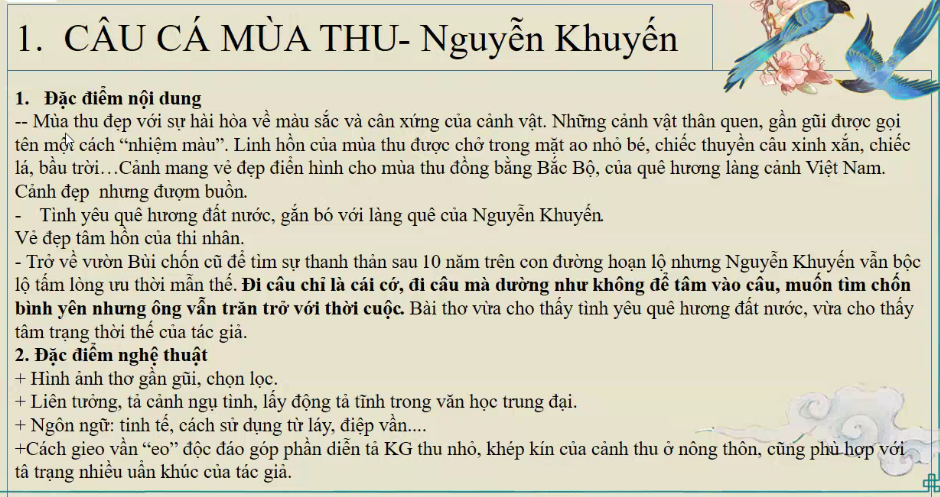 1. CÂU CÁ MÙA THU- Nguyễn Khuyến
1. Đặc điểm nội dung
-- Mùa thu đẹp với sự hài hòa về màu sắc và cân xứng của cảnh vật. Những cảnh vật thân quen, gần gũi được gọi
tên một cách “nhiệm màu”. Linh hồn của mùa thu được chở trong mặt ao nhỏ bé, chiếc thuyền câu xinh xắn, chiếc
lá, bầu trời…Cảnh mang vẻ đẹp điển hình cho mùa thu đồng bằng Bắc Bộ, của quê hương làng cảnh Việt Nam.
Cảnh đẹp nhưng đượm buồn.
- Tình yêu quê hương đất nước, gắn bó với làng quê của Nguyễn Khuyến.
Vẻ đẹp tâm hồn của thi nhân.
- Trở về vườn Bùi chốn cũ để tìm sự thanh thản sau 10 năm trên con đường hoạn lộ nhưng Nguyễn Khuyến vẫn bộc
lộ tấm lòng ưu thời mẫn thế. Đi câu chỉ là cái cớ, đi câu mà dường như không để tâm vào câu, muốn tìm chốn
bình yên nhưng ông vẫn trăn trở với thời cuộc. Bài thơ vừa cho thấy tình yêu quê hương đất nước, vừa cho thấy
tâm trạng thời thế của tác giả.
2. Đặc điểm nghệ thuật
+ Hình ảnh thơ gần gũi, chọn lọc.
+ Liên tưởng, tả cảnh ngụ tình, lấy động tả tĩnh trong văn học trung đại.
+ Ngôn ngữ: tinh tế, cách sử dụng từ láy, điệp vần....
+Cách gieo vần “eo” độc đáo góp phần diễn tả KG thu nhỏ, khép kín của cảnh thu ở nông thôn, cũng phù hợp với
tâ trạng nhiều uẩn khúc của tác giả.